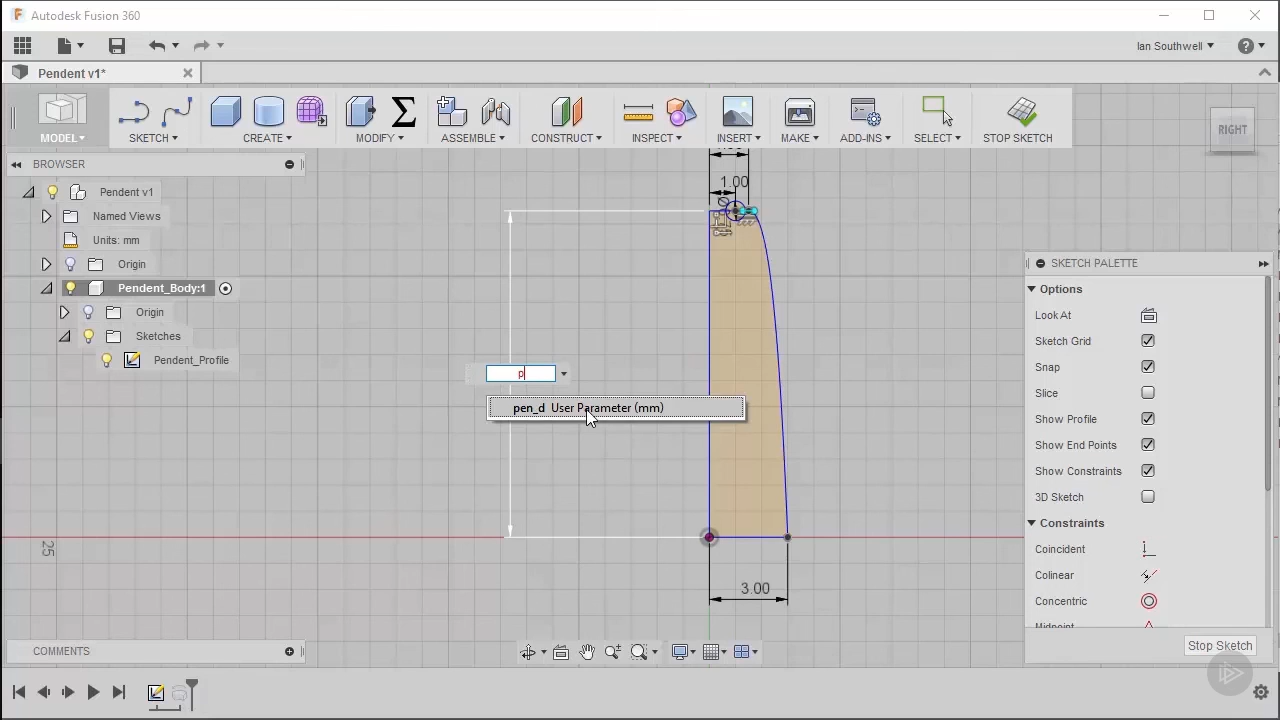 Autodesk Fusion 360
Ian Southwell
Pendent v1*
MODEL
SKETCH
CREATE
MODIFY
ASSEMBLE
CONSTRUCT
INSPECT
INSERT
MAKE
ADD-INS
SELECT
STOP SKETCH
RIGHT
BROWSER
Pendent v1
Named Views
Units: mm
Origin
Pendent_Body:1
Origin
Sketches
Pendent_Profile
1.00
p
pen_d User Parameter (mm)
3.00
25
SKETCH PALETTE
Options
Look At
Sketch Grid
Snap
Slice
Show Profile
Show End Points
Show Constraints
3D Sketch
Constraints
Coincident
Colinear
Concentric
Midpoint
Stop Sketch
COMMENTS